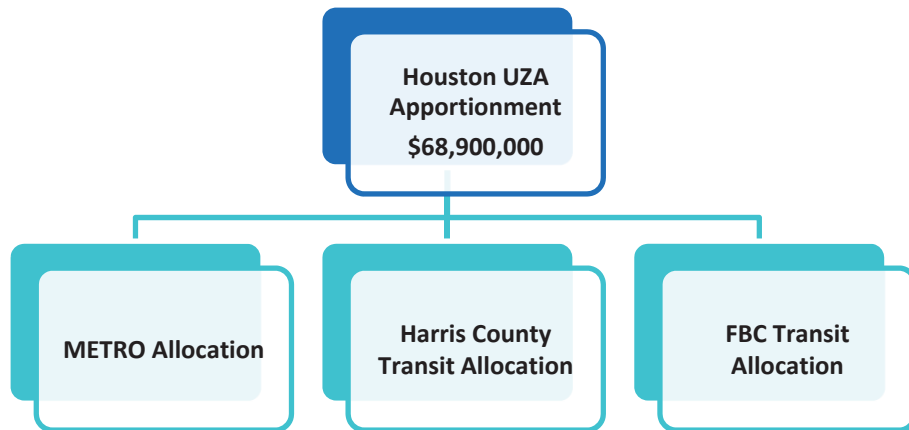 Houston UZA
Apportionment
$68,900,000
METRO Allocation
Harris County
Transit Allocation
FBC Transit
Allocation